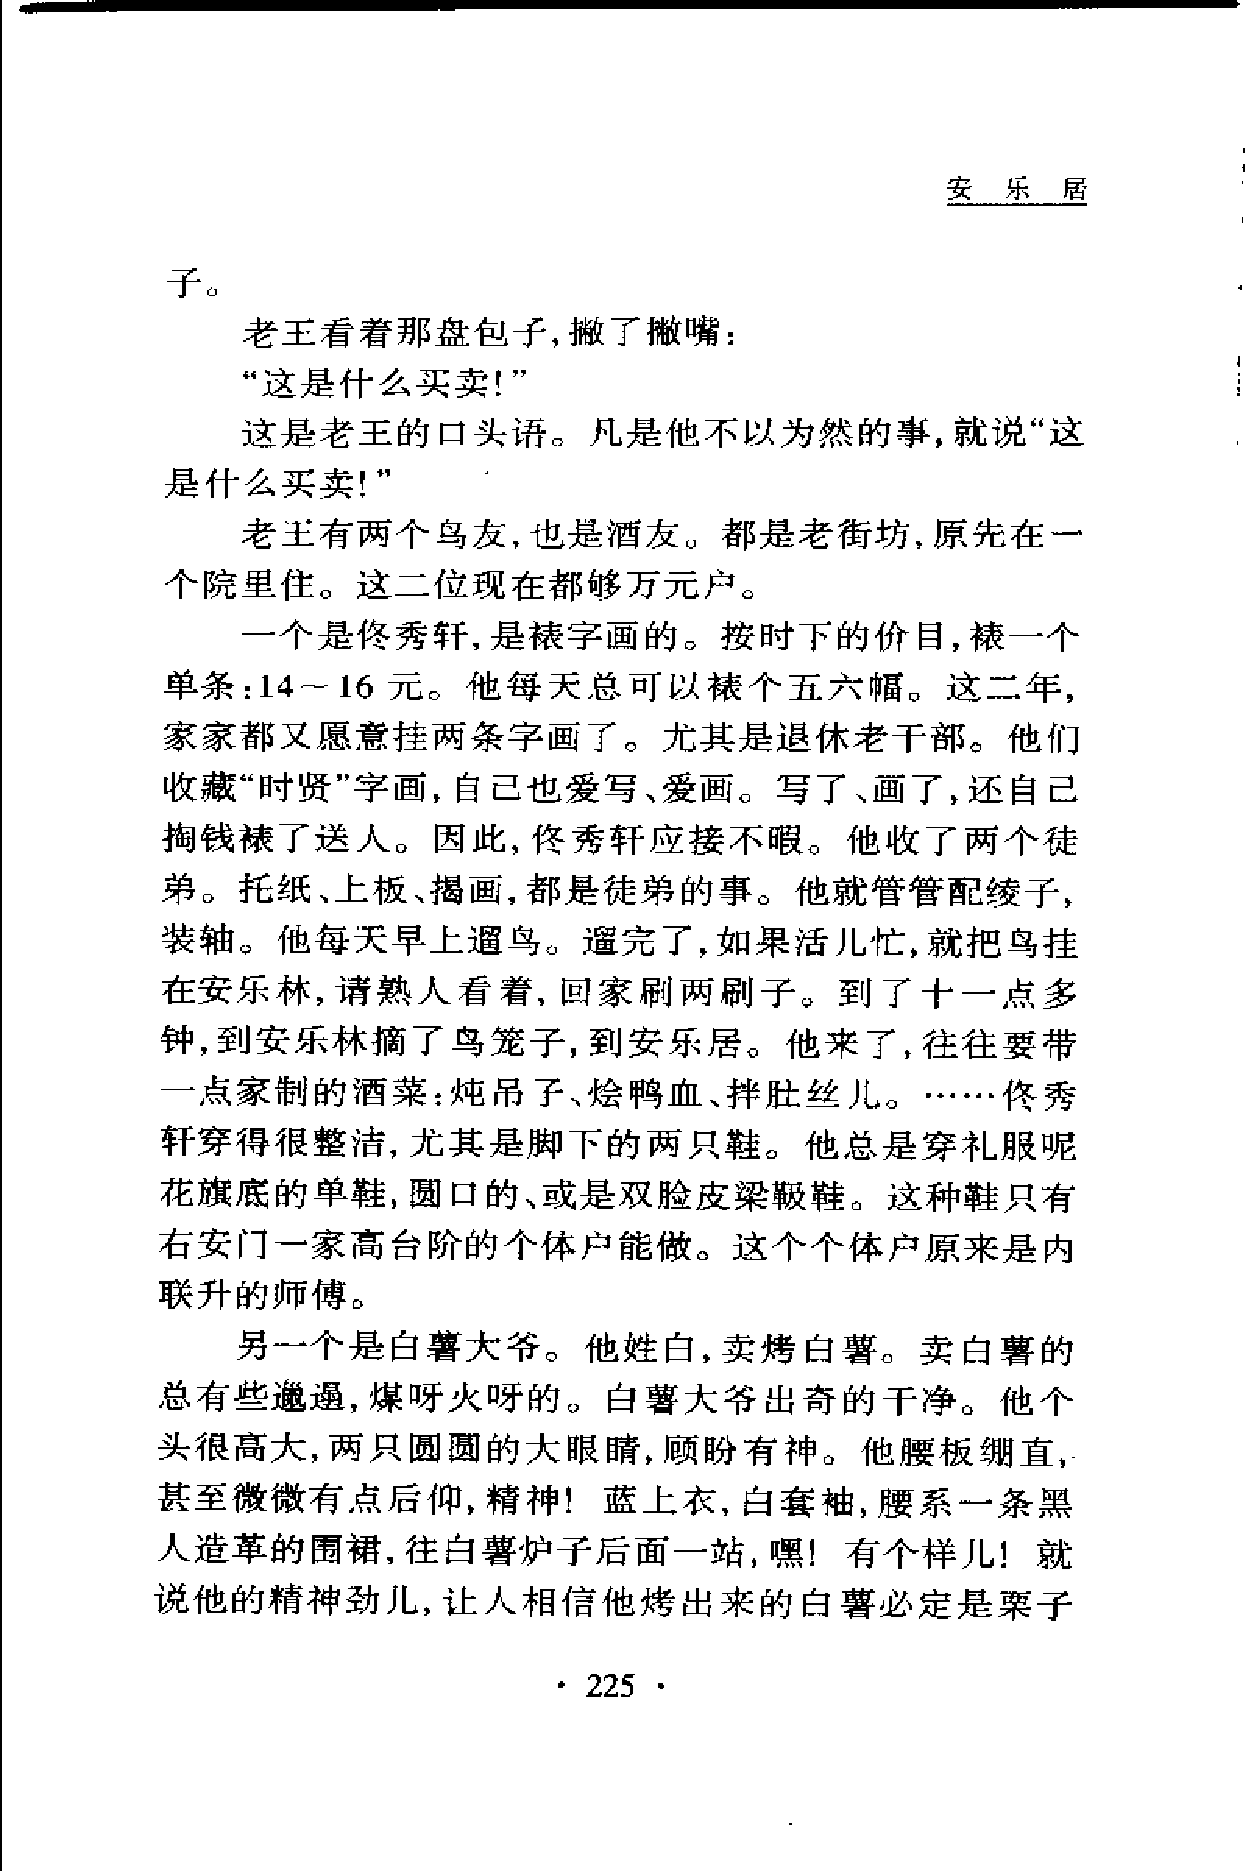 安 乐 居
子。
老王看着那盘包子,撇了撇嘴:
“这是什么买卖!”
这是老王的口头语。凡是他不以为然的事,就说“这
是什么买卖!”
老王有两个鸟友,也是酒友。都是老街坊,原先在一
个院里住。这二位现在都够万元户。
一个是佟秀轩,是裱字画的。按时下的价目,裱一个
单条:14～16 元。他每天总可以裱个五六幅。这二年,
家家都又愿意挂两条字画了。尤其是退休老干部。他们
收藏“时贤”字画,自己也爱写、爱画。写了、画了,还自己
掏钱裱了送人。因此,佟秀轩应接不暇。他收了两个徒
弟。托纸、上板、揭画,都是徒弟的事。他就管管配绫子,
装轴。他每天早上遛鸟。遛完了,如果活儿忙,就把鸟挂
在安乐林,请熟人看着,回家刷两刷子。到了十一点多
钟,到安乐林摘了鸟笼子,到安乐居。他来了,往往要带
一点家制的酒菜:炖吊子、烩鸭血、拌肚丝儿。……佟秀
轩穿得很整洁,尤其是脚下的两只鞋。他总是穿礼服呢
花旗底的单鞋,圆口的、或是双脸皮梁靸鞋。这种鞋只有
右安门一家高台阶的个体户能做。这个个体户原来是内
联升的师傅。
另一个是白薯大爷。他姓白,卖烤白薯。卖白薯的
总有些邋遢,煤呀火呀的。白薯大爷出奇的干净。他个
头很高大,两只圆圆的大眼睛,顾盼有神。他腰板绷直,
甚至微微有点后仰,精神!蓝上衣,白套袖,腰系一条黑
人造革的围裙,往白薯炉子后面一站,嘿!有个样儿!就
说他的精神劲儿,让人相信他烤出来的白薯必定是栗子
· 225 ·